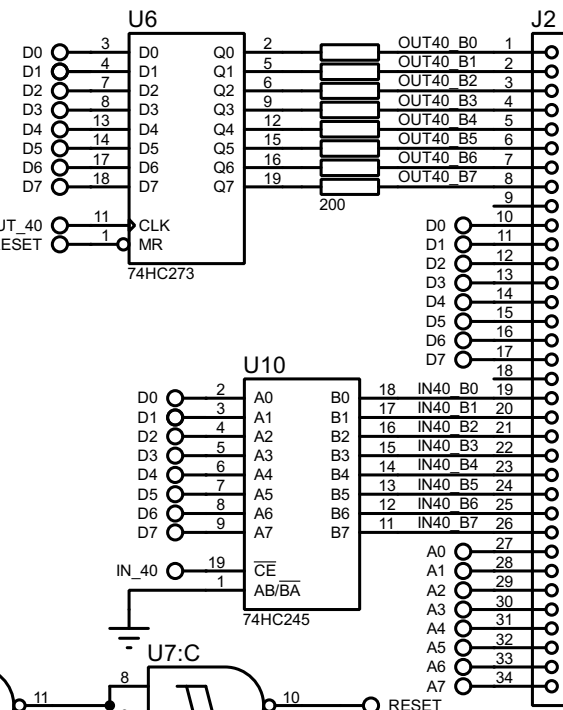 U6 J2
D0 3 D0 Q0 2 OUT40_B0 1
D1 4 D1 Q1 5 OUT40_B1 2
D2 7 D2 Q2 6 OUT40_B2 3
D3 8 D3 Q3 9 OUT40_B3 4
D4 13 D4 Q4 12 OUT40_B4 5
D5 14 D5 Q5 15 OUT40_B5 6
D6 17 D6 Q6 16 OUT40_B6 7
D7 18 D7 Q7 19 OUT40_B7 8
200
9
UT_40 11 CLK D0 10
ESET 1 MR D1 11
74HC273 D2 12
D3 13
D4 14
D5 15
D6 16
D7 17
U10 18
D0 2 A0 B0 18 IN40_B0 19
D1 3 A1 B1 17 IN40_B1 20
D2 4 A2 B2 16 IN40_B2 21
D3 5 A3 B3 15 IN40_B3 22
D4 6 A4 B4 14 IN40_B4 23
D5 7 A5 B5 13 IN40_B5 24
D6 8 A6 B6 12 IN40_B6 25
D7 9 A7 B7 11 IN40_B7 26
A0 27
IN_40 19 CE A1 28
1 AB/BA A2 29
A3 30
74HC245 A4 31
A5 32
U7:C A6 33
8 A7 34
11 10 RESET